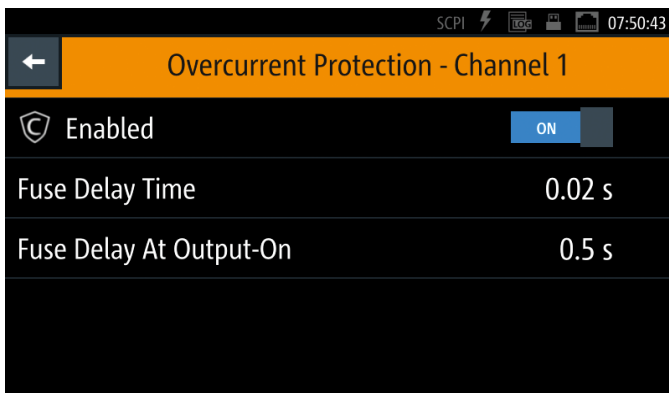 SCPI LOG 07:50:43
Overcurrent Protection - Channel 1
C Enabled ON
Fuse Delay Time 0.02 s
Fuse Delay At Output-On 0.5 s